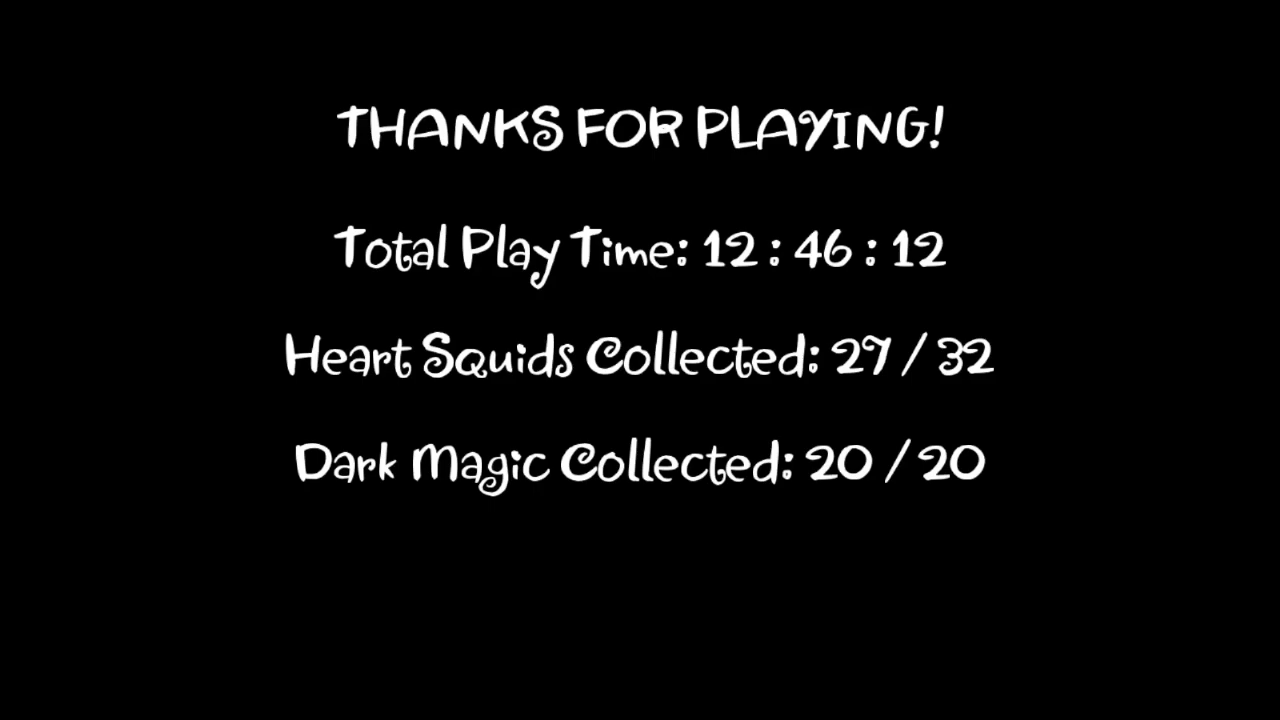 THANKS FOR PLAYING!
Total Play Time: 12 : 46 : 12
Heart Squids Collected: 27 / 32
Dark Magic Collected: 20 / 20